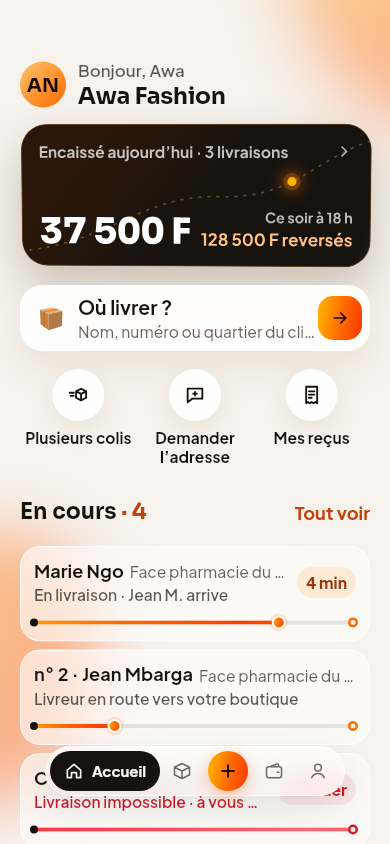 Bonjour, Awa
AN
Awa Fashion
Encaissé aujourd’hui · 3 livraisons
Ce soir à 18 h
37 500 F
128 500 F reversés
Où livrer ?
Nom, numéro ou quartier du cli…
Plusieurs colis
Demander
l’adresse
Mes reçus
En cours · 4
Tout voir
Marie Ngo Face pharmacie du …
4 min
En livraison · Jean M. arrive
n° 2 · Jean Mbarga Face pharmacie du …
Livreur en route vers votre boutique
Accueil
Livraison impossible · à vous …